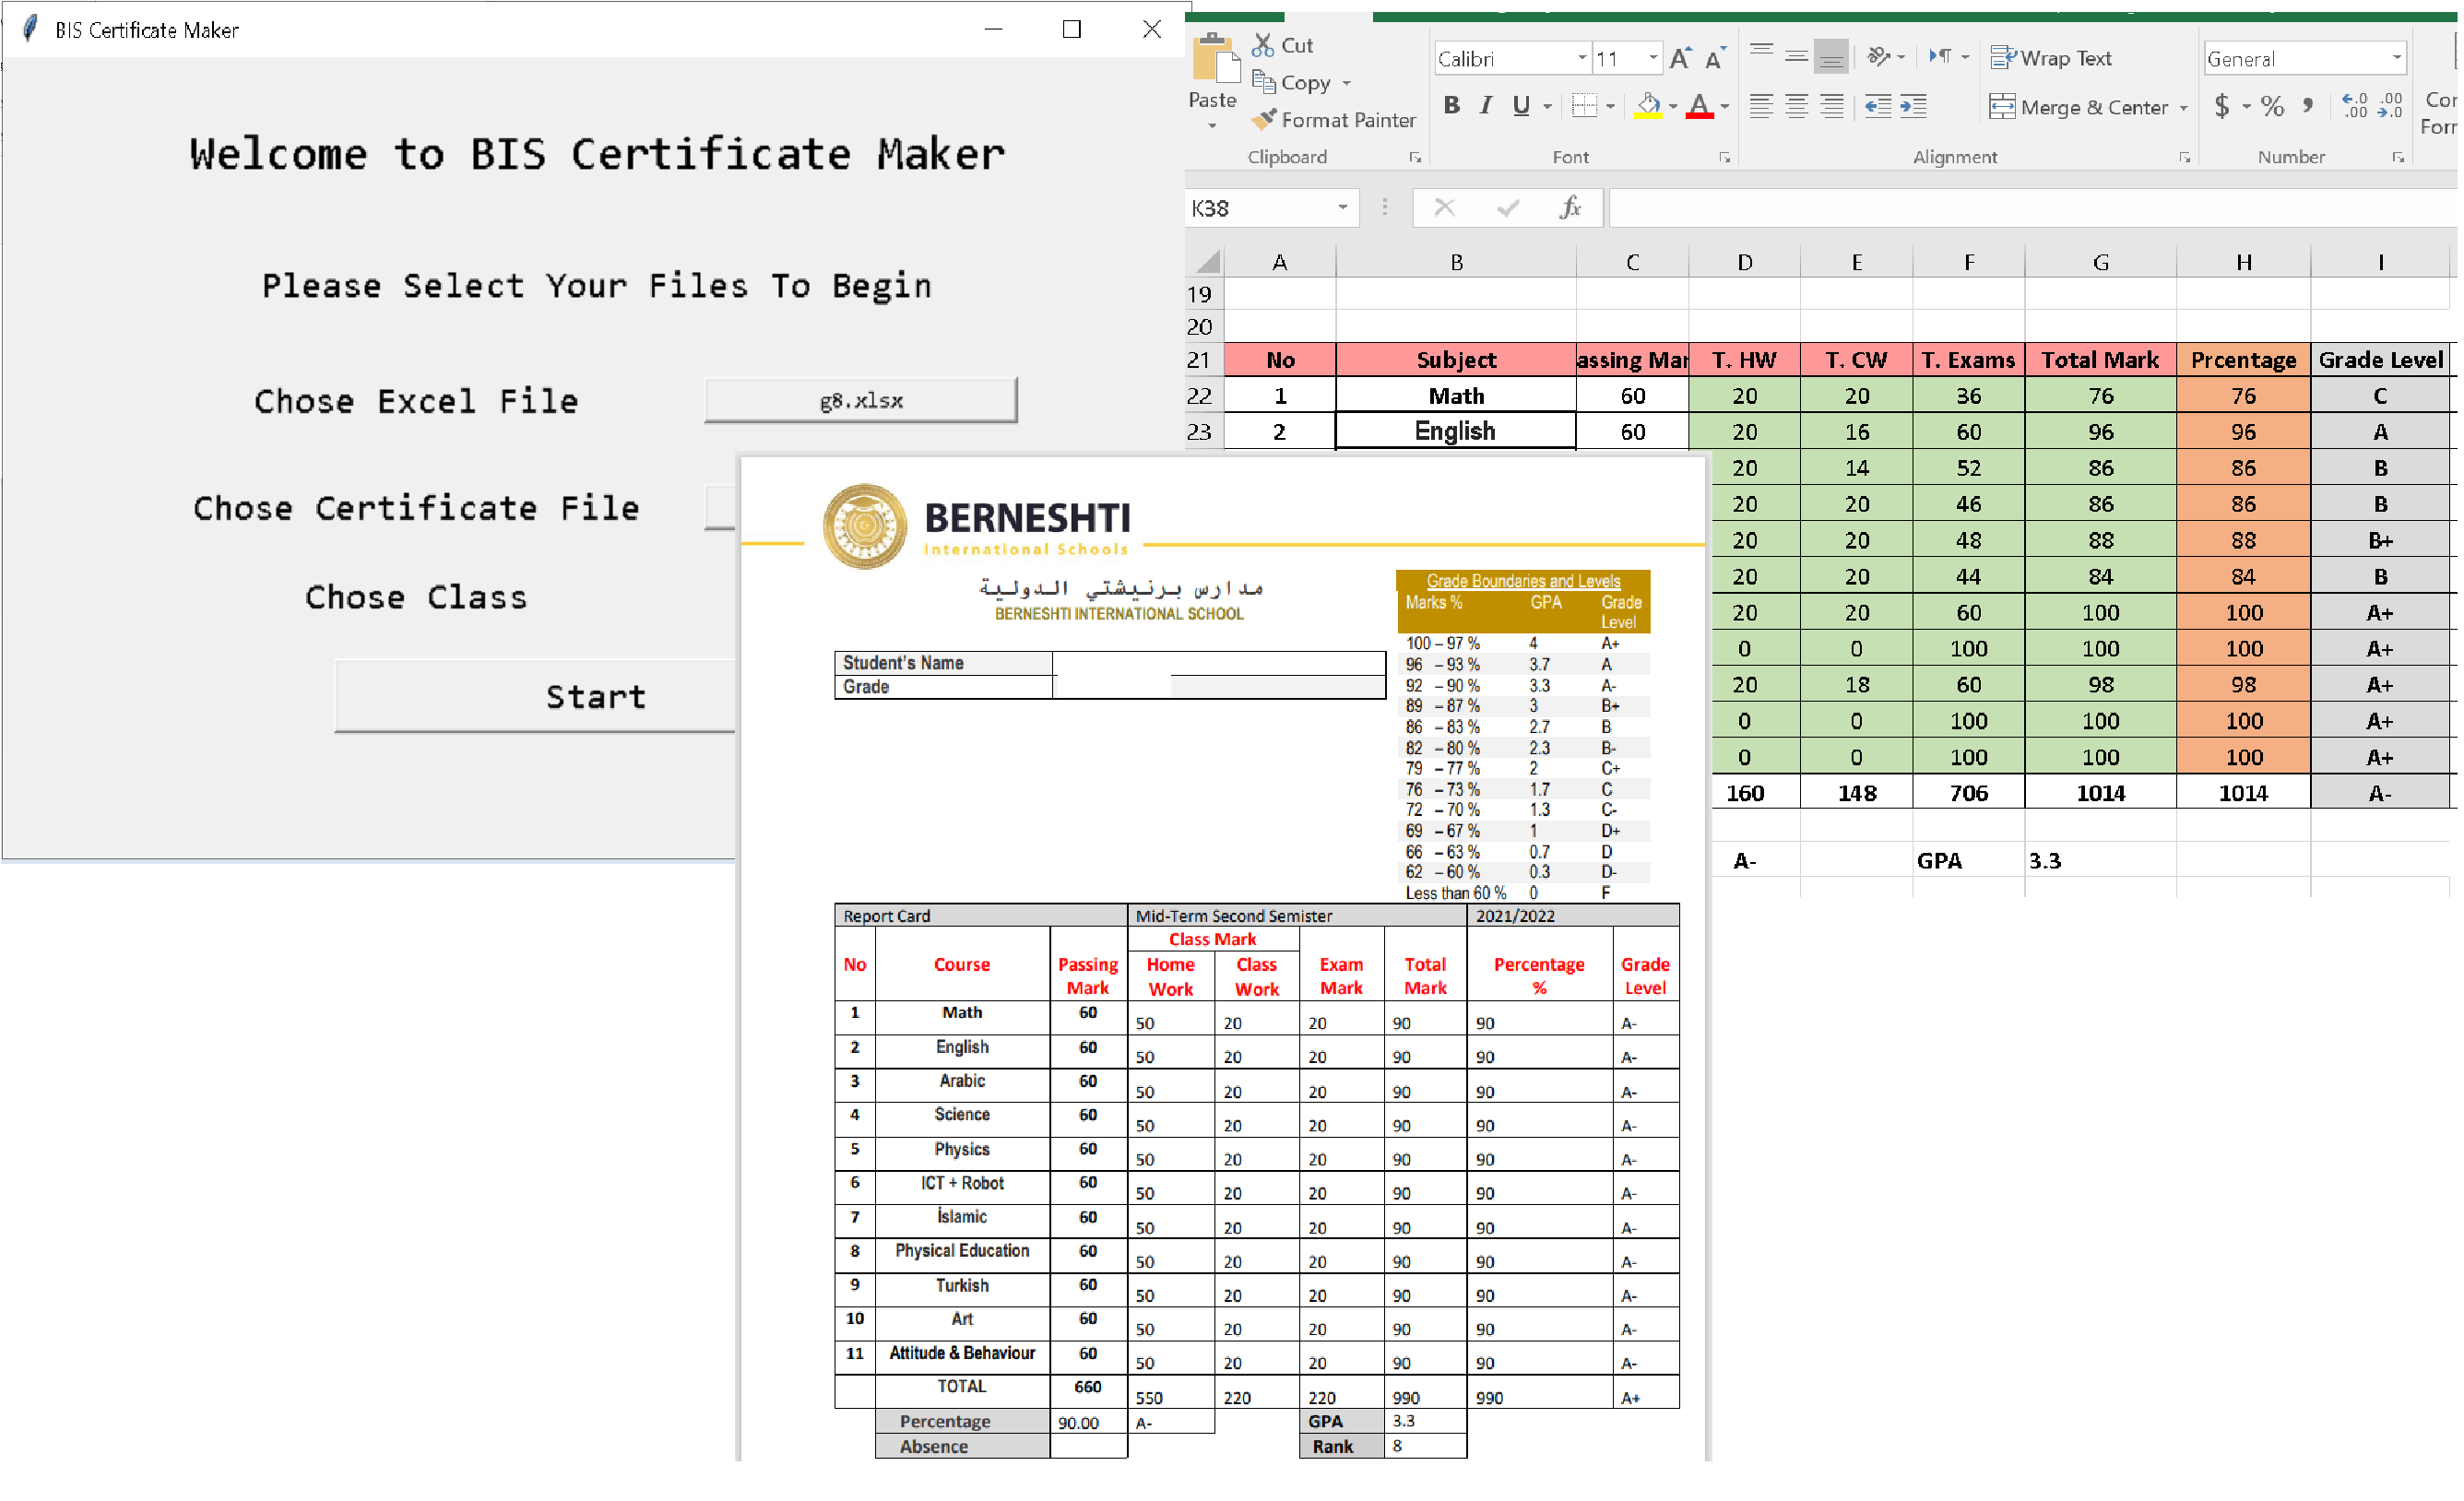 BIS Certificate Maker
Welcome to BIS Certificate Maker
Please Select Your Files To Begin
Chose Excel File
g8.xlsx
Chose Certificate File
Chose Class
Start
Cut
Copy
Paste
Format Painter
Clipboard
Calibri
11
B I U
Font
Wrap Text
Merge & Center
Alignment
General
$ %
Number
K38
fx
A B C D E F G H I
19
20
21 No Subject assing Mar T. HW T. CW T. Exams Total Mark Prcentage Grade Level
22 1 Math 60 20 20 36 76 76 C
23 2 English 60 20 16 60 96 96 A
20 14 52 86 86 B
20 20 46 86 86 B
20 20 48 88 88 B+
20 20 44 84 84 B
20 20 60 100 100 A+
0 0 100 100 100 A+
20 18 60 98 98 A+
0 0 100 100 100 A+
0 0 100 100 100 A+
160 148 706 1014 1014 A-
A- GPA 3.3
BERNESHTI
International Schools
مدارس برنيشتي الدولية
BERNESHTI INTERNATIONAL SCHOOL
Student's Name
Grade
Grade Boundaries and Levels
Marks % GPA Grade Level
100 – 97 % 4 A+
96 – 93 % 3.7 A
92 – 90 % 3.3 A-
89 – 87 % 3 B+
86 – 83 % 2.7 B
82 – 80 % 2.3 B-
79 – 77 % 2 C+
76 – 73 % 1.7 C
72 – 70 % 1.3 C-
69 – 67 % 1 D+
66 – 63 % 0.7 D
62 – 60 % 0.3 D-
Less than 60 % 0 F
Report Card Mid-Term Second Semister 2021/2022
Class Mark
No Course Passing Mark Home Work Class Work Exam Mark Total Mark Percentage % Grade Level
1 Math 60 50 20 20 90 90 A-
2 English 60 50 20 20 90 90 A-
3 Arabic 60 50 20 20 90 90 A-
4 Science 60 50 20 20 90 90 A-
5 Physics 60 50 20 20 90 90 A-
6 ICT + Robot 60 50 20 20 90 90 A-
7 İslamic 60 50 20 20 90 90 A-
8 Physical Education 60 50 20 20 90 90 A-
9 Turkish 60 50 20 20 90 90 A-
10 Art 60 50 20 20 90 90 A-
11 Attitude & Behaviour 60 50 20 20 90 90 A-
TOTAL 660 550 220 220 990 990 A+
Percentage 90.00 A- GPA 3.3
Absence Rank 8